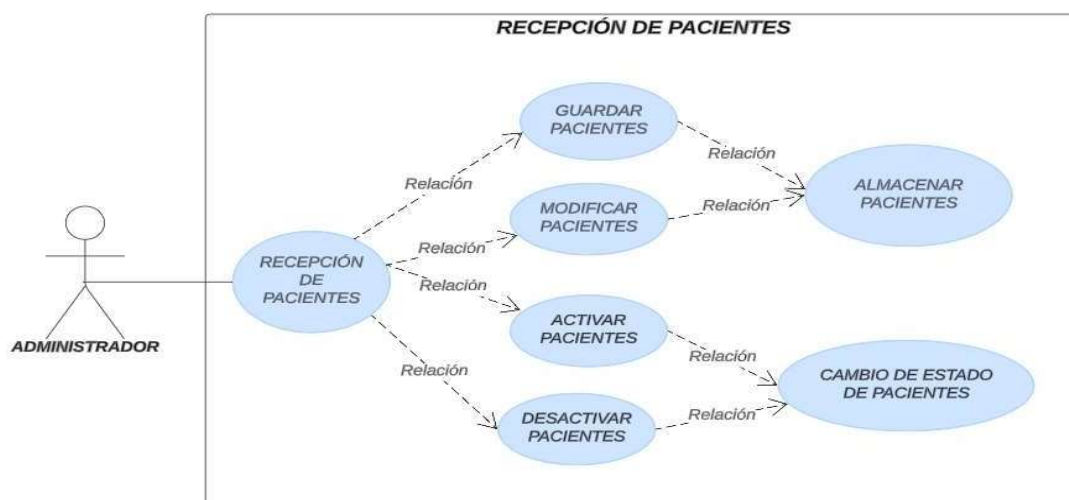 RECEPCIÓN DE PACIENTES
GUARDAR
PACIENTES
Relación
Relación
ALMACENAR
PACIENTES
MODIFICAR
PACIENTES
Relación
Relación
RECEPCIÓN
DE
PACIENTES
Relación
ACTIVAR
PACIENTES
ADMINISTRADOR
Relación
Relación
CAMBIO DE ESTADO
DE PACIENTES
DESACTIVAR
PACIENTES
Relación